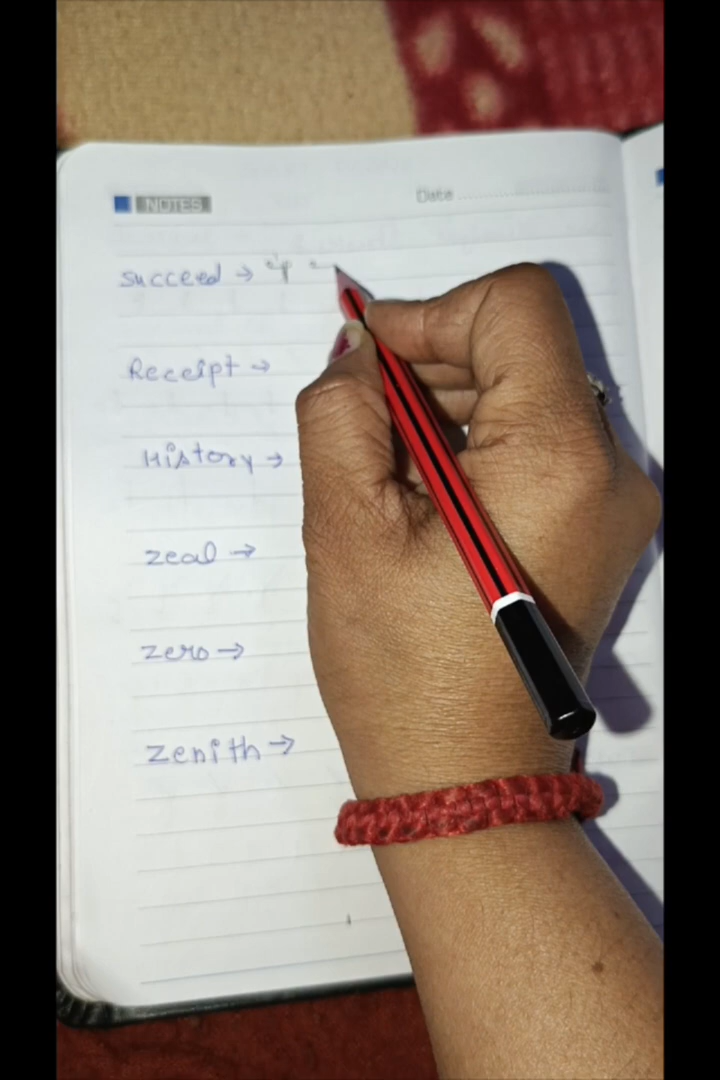 NOTES
Date
succeed →
Receipt →
History →
zeal →
zero →
zenith →